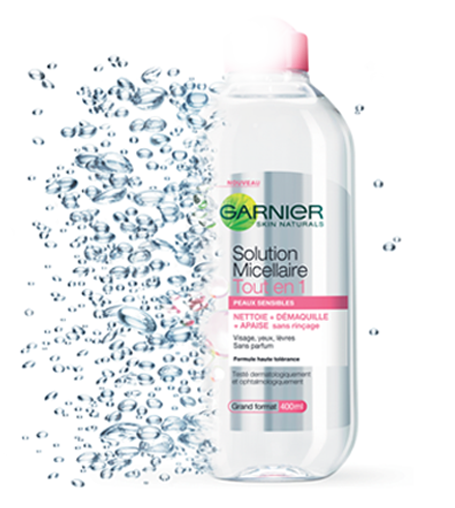 NOUVEAU
GARNIER
SKIN NATURALS
Solution
Micellaire
Tout en 1
PEAUX SENSIBLES
NETTOIE + DÉMAQUILLE
+ APAISE sans rinçage
Visage, yeux, lèvres
Sans parfum
Formule haute tolérance
Testé dermatologiquement
et ophtalmologiquement
Grand format 400ml